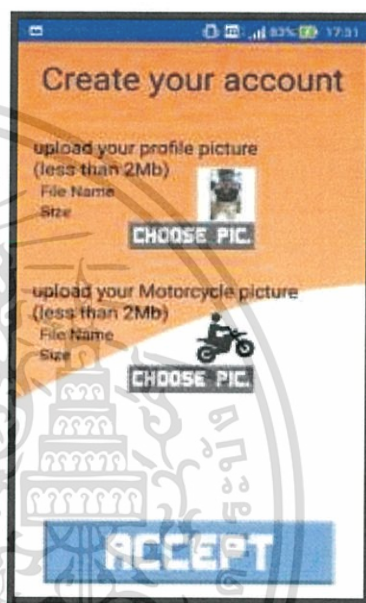 83% 17:31
Create your account
upload your profile picture
(less than 2Mb)
File Name
Size
CHOOSE PIC.
upload your Motorcycle picture
(less than 2Mb)
File Name
Size
CHOOSE PIC.
ACCEPT